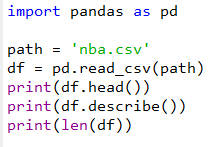 import pandas as pd
path = 'nba.csv'
df = pd.read_csv(path)
print(df.head())
print(df.describe())
print(len(df))